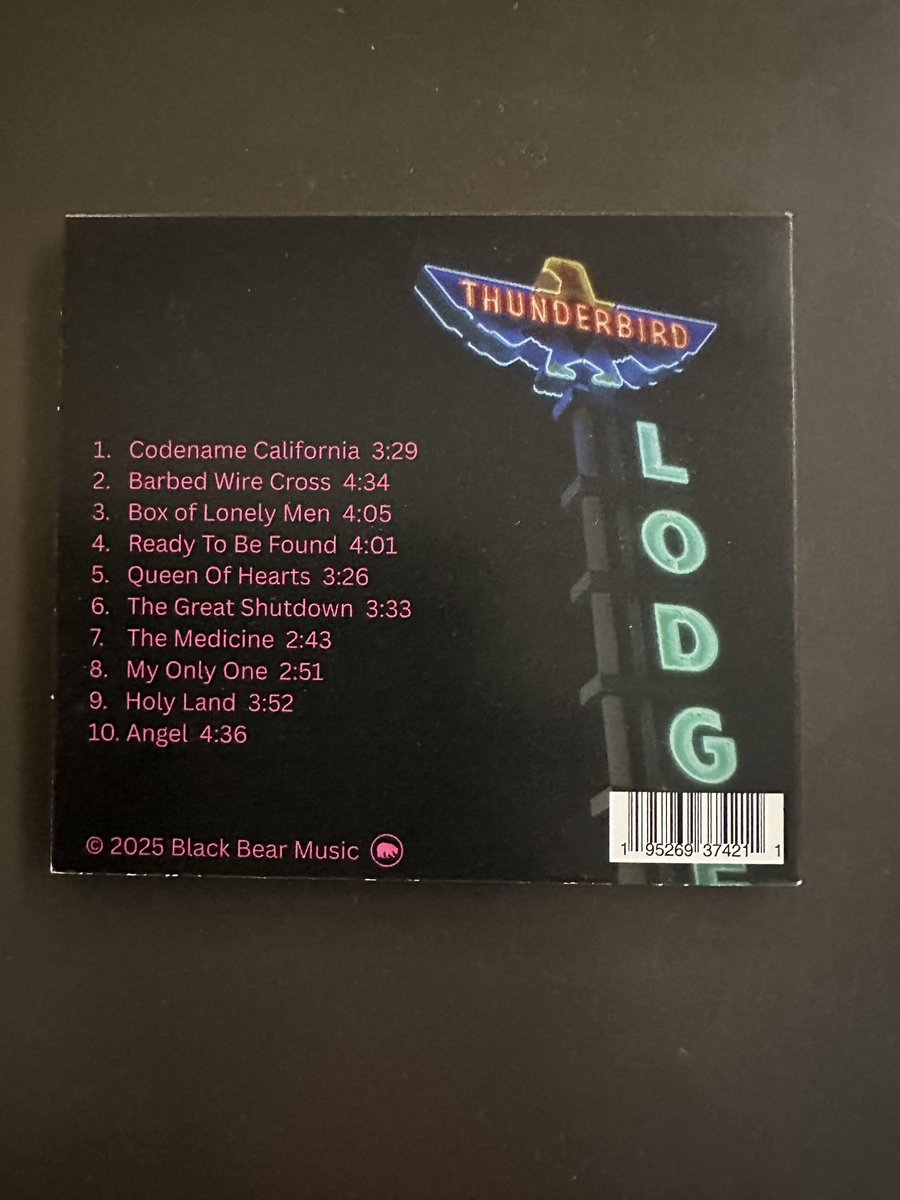 THUNDERBIRD
L
O
D
G
E
1. Codename California 3:29
2. Barbed Wire Cross 4:34
3. Box of Lonely Men 4:05
4. Ready To Be Found 4:01
5. Queen Of Hearts 3:26
6. The Great Shutdown 3:33
7. The Medicine 2:43
8. My Only One 2:51
9. Holy Land 3:52
10. Angel 4:36
© 2025 Black Bear Music
1 95269 37421 1